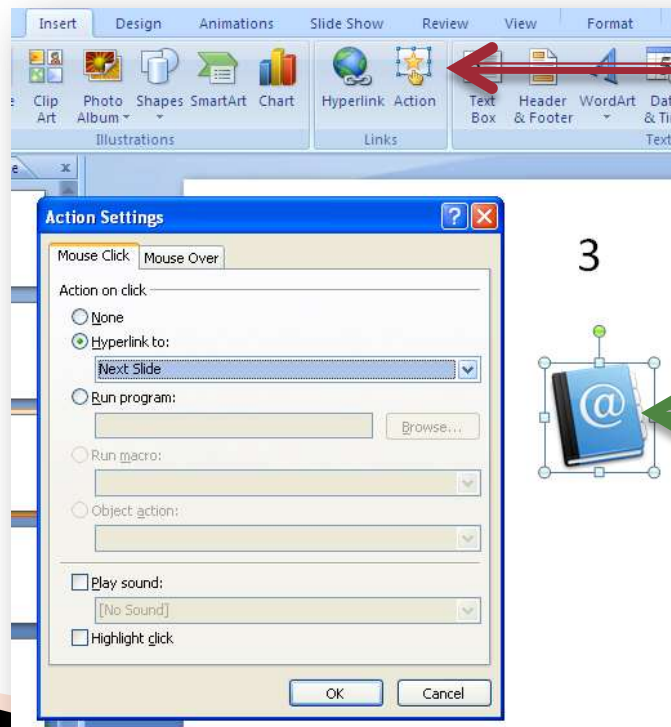 Insert Design Animations Slide Show Review View Format
Clip Art Photo Album Shapes SmartArt Chart Hyperlink Action Text Box Header & Footer WordArt
Illustrations Links Text
Action Settings
Mouse Click Mouse Over
Action on click
None
Hyperlink to:
Next Slide
Run program:
Browse...
Run macro:
Object action:
Play sound:
[No Sound]
Highlight click
OK Cancel
3
@